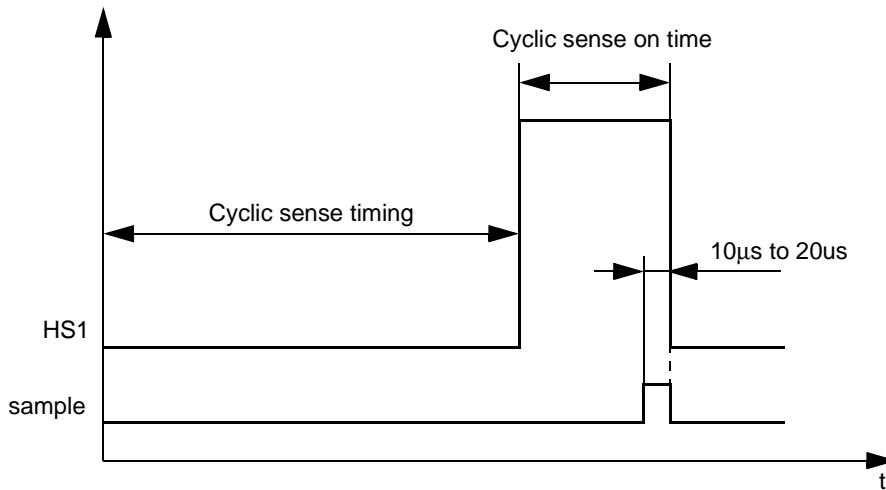 Cyclic sense on time
Cyclic sense timing
10μs to 20us
HS1
sample
t